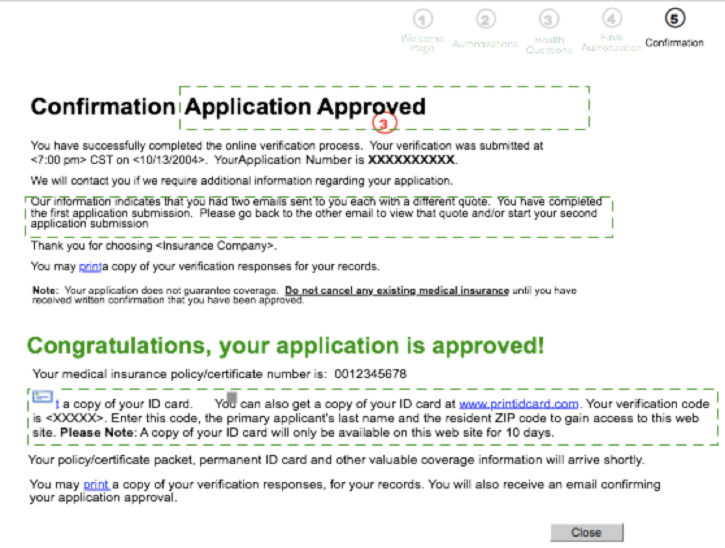 1 2 3 4 5
Welcome Page Authorizations Health Questions Final Authorization Confirmation
Confirmation Application Approved
3
You have successfully completed the online verification process. Your verification was submitted at
<7:00 pm> CST on <10/13/2004>. YourApplication Number is XXXXXXXXXX.
We will contact you if we require additional information regarding your application.
Our information indicates that you had two emails sent to you each with a different quote. You have completed
the first application submission. Please go back to the other email to view that quote and/or start your second
application submission
Thank you for choosing <Insurance Company>.
You may printa copy of your verification responses for your records.
Note: Your application does not guarantee coverage. Do not cancel any existing medical insurance until you have
received written confirmation that you have been approved.
Congratulations, your application is approved!
Your medical insurance policy/certificate number is: 0012345678
t a copy of your ID card. You can also get a copy of your ID card at www.printidcard.com. Your verification code
is <XXXXX>. Enter this code, the primary applicant's last name and the resident ZIP code to gain access to this web
site. Please Note: A copy of your ID card will only be available on this web site for 10 days.
Your policy/certificate packet, permanent ID card and other valuable coverage information will arrive shortly.
You may print a copy of your verification responses, for your records. You will also receive an email confirming
your application approval.
Close